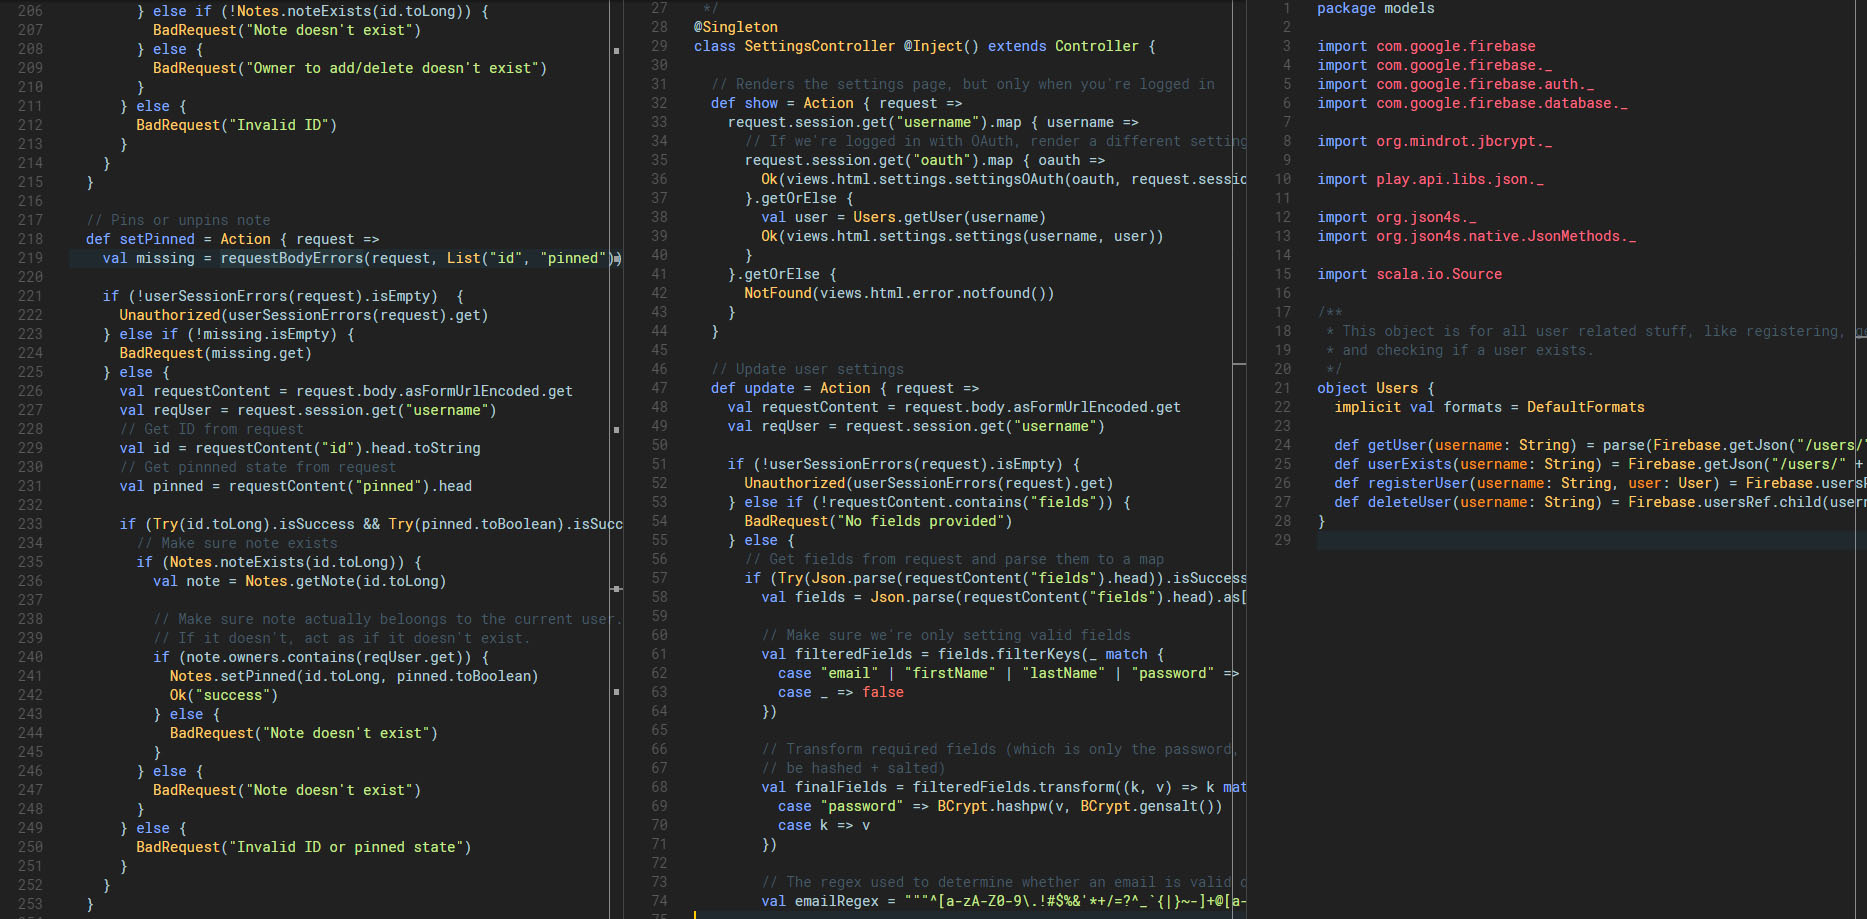 206 } else if (!Notes.noteExists(id.toLong)) {
207 BadRequest("Note doesn't exist")
208 } else {
209 BadRequest("Owner to add/delete doesn't exist")
210 }
211 } else {
212 BadRequest("Invalid ID")
213 }
214 }
215 }
216
217 // Pins or unpins note
218 def setPinned = Action { request =>
219 val missing = requestBodyErrors(request, List("id", "pinned"))
220
221 if (!userSessionErrors(request).isEmpty)  {
222 Unauthorized(userSessionErrors(request).get)
223 } else if (!missing.isEmpty) {
224 BadRequest(missing.get)
225 } else {
226 val requestContent = request.body.asFormUrlEncoded.get
227 val reqUser = request.session.get("username")
228 // Get ID from request
229 val id = requestContent("id").head.toString
230 // Get pinnned state from request
231 val pinned = requestContent("pinned").head
232
233 if (Try(id.toLong).isSuccess && Try(pinned.toBoolean).isSucc
234 // Make sure note exists
235 if (Notes.noteExists(id.toLong)) {
236 val note = Notes.getNote(id.toLong)
237
238 // Make sure note actually beloongs to the current user.
239 // If it doesn't, act as if it doesn't exist.
240 if (note.owners.contains(reqUser.get)) {
241 Notes.setPinned(id.toLong, pinned.toBoolean)
242 Ok("success")
243 } else {
244 BadRequest("Note doesn't exist")
245 }
246 } else {
247 BadRequest("Note doesn't exist")
248 }
249 } else {
250 BadRequest("Invalid ID or pinned state")
251 }
252 }
253 }
27 */
28 @Singleton
29 class SettingsController @Inject() extends Controller {
30
31 // Renders the settings page, but only when you're logged in
32 def show = Action { request =>
33 request.session.get("username").map { username =>
34 // If we're logged in with OAuth, render a different setting
35 request.session.get("oauth").map { oauth =>
36 Ok(views.html.settings.settingsOAuth(oauth, request.sessio
37 }.getOrElse {
38 val user = Users.getUser(username)
39 Ok(views.html.settings.settings(username, user))
40 }
41 }.getOrElse {
42 NotFound(views.html.error.notfound())
43 }
44 }
45
46 // Update user settings
47 def update = Action { request =>
48 val requestContent = request.body.asFormUrlEncoded.get
49 val reqUser = request.session.get("username")
50
51 if (!userSessionErrors(request).isEmpty) {
52 Unauthorized(userSessionErrors(request).get)
53 } else if (!requestContent.contains("fields")) {
54 BadRequest("No fields provided")
55 } else {
56 // Get fields from request and parse them to a map
57 if (Try(Json.parse(requestContent("fields").head)).isSuccess
58 val fields = Json.parse(requestContent("fields").head).as[
59
60 // Make sure we're only setting valid fields
61 val filteredFields = fields.filterKeys(_ match {
62 case "email" | "firstName" | "lastName" | "password" =>
63 case _ => false
64 })
65
66 // Transform required fields (which is only the password,
67 // be hashed + salted)
68 val finalFields = filteredFields.transform((k, v) => k mat
69 case "password" => BCrypt.hashpw(v, BCrypt.gensalt())
70 case k => v
71 })
72
73 // The regex used to determine whether an email is valid o
74 val emailRegex = """^[a-zA-Z0-9\.!#$%&'*+/=?^_`{|}~-]+@[a-
75
1 package models
2
3 import com.google.firebase
4 import com.google.firebase._
5 import com.google.firebase.auth._
6 import com.google.firebase.database._
7
8 import org.mindrot.jbcrypt._
9
10 import play.api.libs.json._
11
12 import org.json4s._
13 import org.json4s.native.JsonMethods._
14
15 import scala.io.Source
16
17 /**
18 * This object is for all user related stuff, like registering, ge
19 * and checking if a user exists.
20 */
21 object Users {
22 implicit val formats = DefaultFormats
23
24 def getUser(username: String) = parse(Firebase.getJson("/users/"
25 def userExists(username: String) = Firebase.getJson("/users/" +
26 def registerUser(username: String, user: User) = Firebase.usersR
27 def deleteUser(username: String) = Firebase.usersRef.child(usern
28 }
29